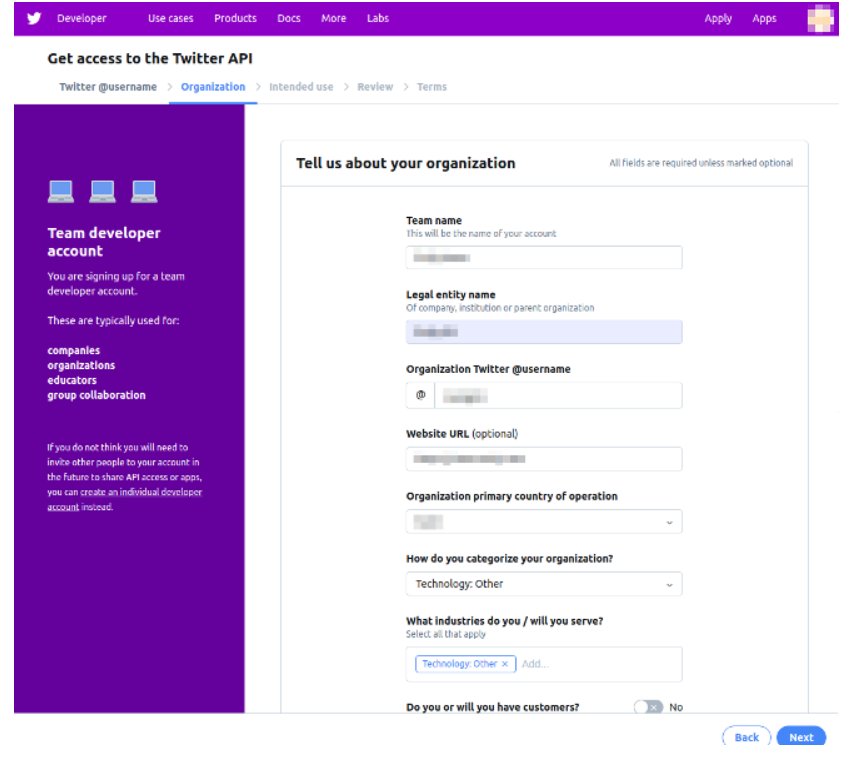 Developer Use cases Products Docs More Labs Apply Apps
Get access to the Twitter API
Twitter @username > Organization > Intended use > Review > Terms
Team developer
account
You are signing up for a team
developer account.
These are typically used for:
companies
organizations
educators
group collaboration
If you do not think you will need to
invite other people to your account in
the future to share API access or apps,
you can create an individual developer
account instead.
Tell us about your organization
All fields are required unless marked optional
Team name
This will be the name of your account
Legal entity name
Of company, institution or parent organization
Organization Twitter @username
@
Website URL (optional)
Organization primary country of operation
How do you categorize your organization?
Technology: Other
What industries do you / will you serve?
Select all that apply
Technology: Other × Add...
Do you or will you have customers? No
Back Next